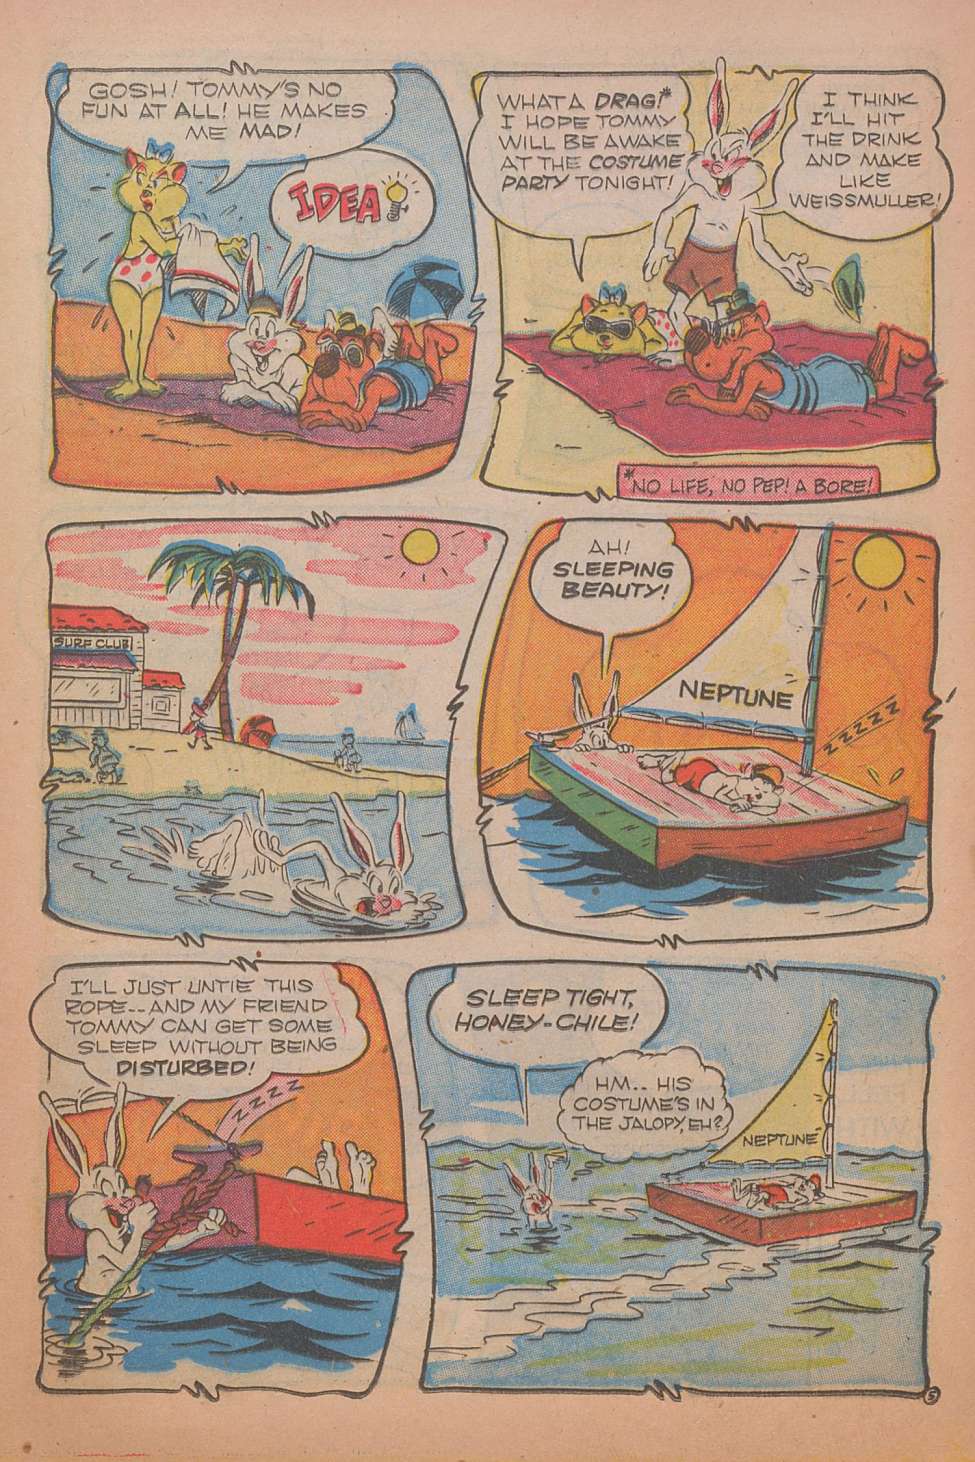 GOSH! TOMMY'S NO
FUN AT ALL! HE MAKES
ME MAD!
IDEA
WHAT A DRAG!*
I HOPE TOMMY
WILL BE AWAKE
AT THE COSTUME
PARTY TONIGHT!
I THINK
I'LL HIT
THE DRINK
AND MAKE
LIKE
WEISSMULLER!
*NO LIFE, NO PEP! A BORE!
SURF CLUB
AH!
SLEEPING
BEAUTY!
NEPTUNE
ZZZZZ
I'LL JUST UNTIE THIS
ROPE--AND MY FRIEND
TOMMY CAN GET SOME
SLEEP WITHOUT BEING
DISTURBED!
ZZZZ
SLEEP TIGHT,
HONEY-CHILE!
HM.. HIS
COSTUME'S IN
THE JALOPY, EH?
NEPTUNE
5